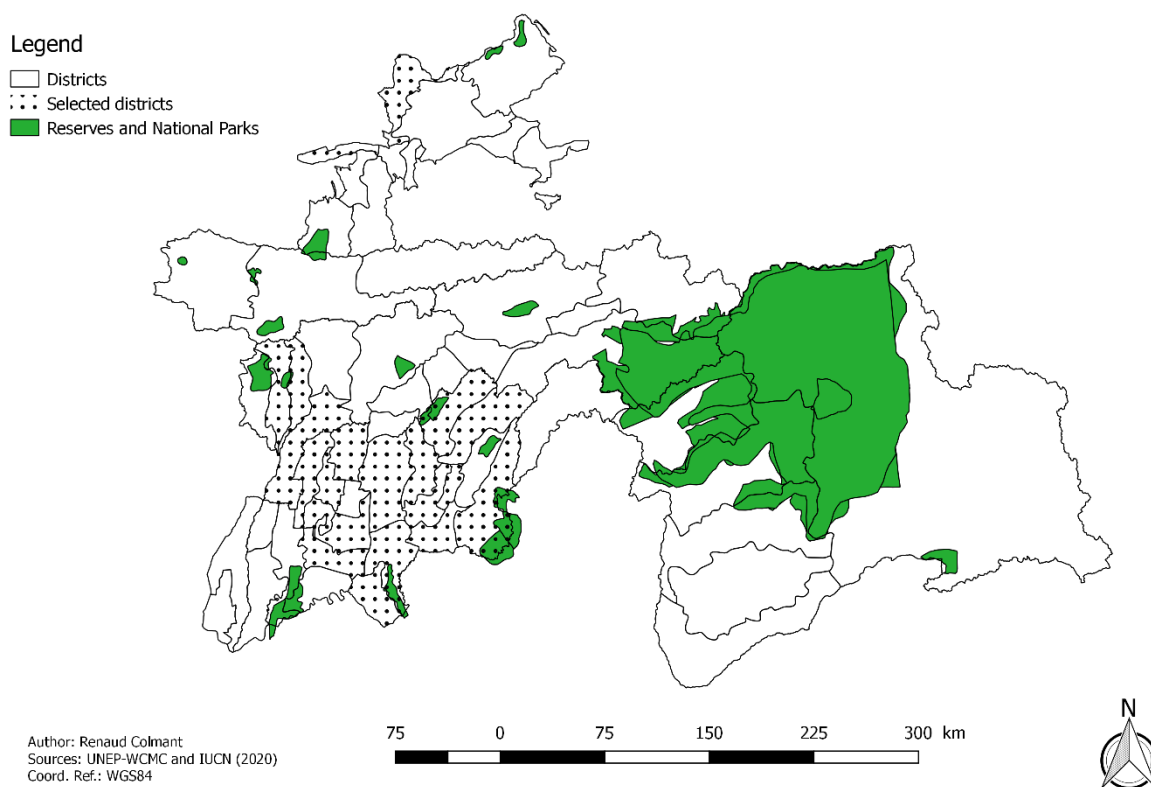 Legend
Districts
Selected districts
Reserves and National Parks
Author: Renaud Colmant
Sources: UNEP-WCMC and IUCN (2020)
Coord. Ref.: WGS84
75 0 75 150 225 300 km
N